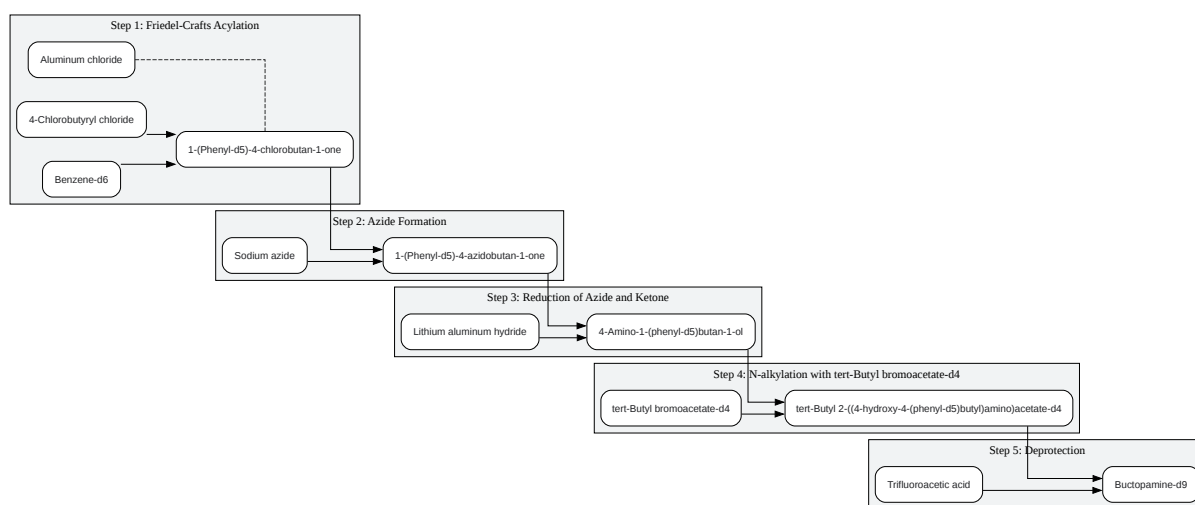 Step 1: Friedel-Crafts Acylation
Aluminum chloride
4-Chlorobutyryl chloride
1-(Phenyl-d5)-4-chlorobutan-1-one
Benzene-d6
Step 2: Azide Formation
Sodium azide
1-(Phenyl-d5)-4-azidobutan-1-one
Step 3: Reduction of Azide and Ketone
Lithium aluminum hydride
4-Amino-1-(phenyl-d5)butan-1-ol
Step 4: N-alkylation with tert-Butyl bromoacetate-d4
tert-Butyl bromoacetate-d4
tert-Butyl 2-((4-hydroxy-4-(phenyl-d5)butyl)amino)acetate-d4
Step 5: Deprotection
Trifluoroacetic acid
Buctopamine-d9